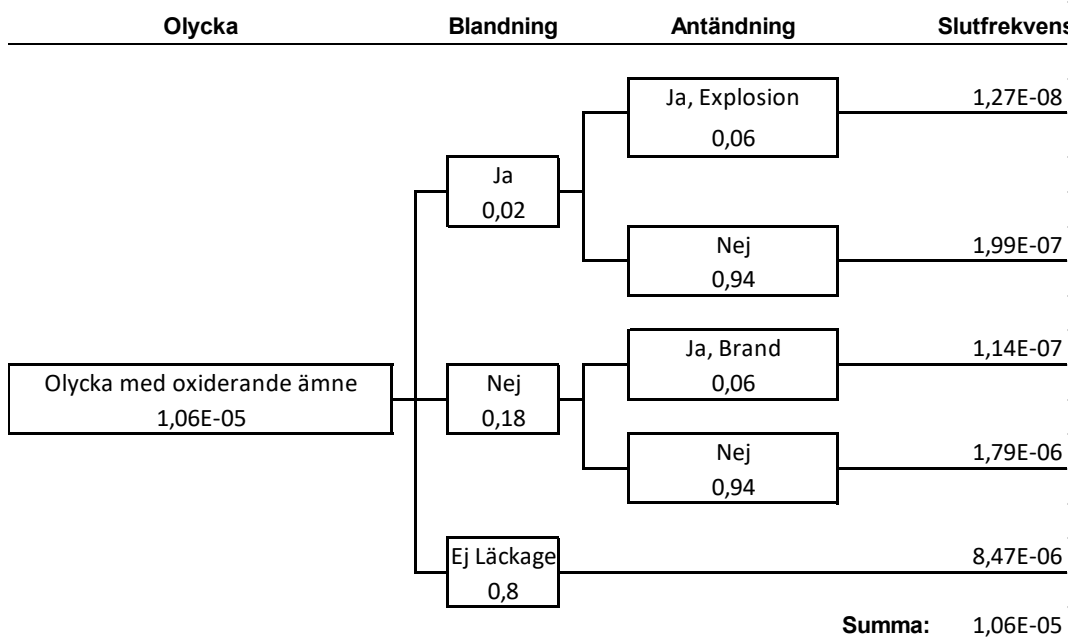 Olycka Blandning Antändning Slutfrekvens
Ja, Explosion 1,27E-08
0,06
Ja
0,02
Nej 1,99E-07
0,94
Ja, Brand 1,14E-07
0,06
Olycka med oxiderande ämne Nej
1,06E-05 0,18
Nej 1,79E-06
0,94
Ej Läckage 8,47E-06
0,8
Summa: 1,06E-05